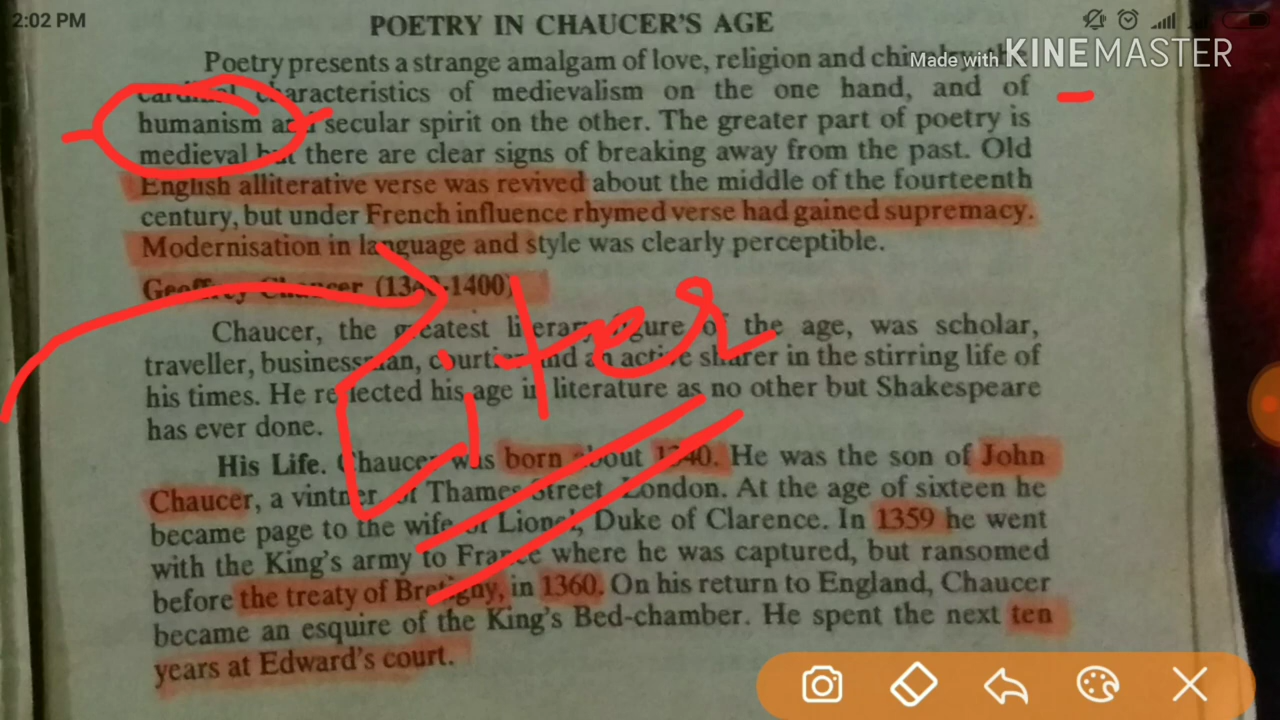 2:02 PM
Made with KINEMASTER
POETRY IN CHAUCER'S AGE
Poetry presents a strange amalgam of love, religion and
characteristics of medievalism on the one hand, and of
humanism and secular spirit on the other. The greater part of poetry is
medieval but there are clear signs of breaking away from the past. Old
English alliterative verse was revived about the middle of the fourteenth
century, but under French influence rhymed verse had gained supremacy.
Modernisation in language and style was clearly perceptible.
Geoffrey Chaucer (1340-1400)
Chaucer, the greatest literary figure of the age, was scholar,
traveller, businessman, courtier and an active sharer in the stirring life of
his times. He reflected his age in literature as no other but Shakespeare
has ever done.
His Life. Chaucer was born about 1340. He was the son of John
Chaucer, a vintner of Thames Street, London. At the age of sixteen he
became page to the wife of Lionel, Duke of Clarence. In 1359 he went
with the King's army to France where he was captured, but ransomed
before the treaty of Bretigny, in 1360. On his return to England, Chaucer
became an esquire of the King's Bed-chamber. He spent the next ten
years at Edward's court.